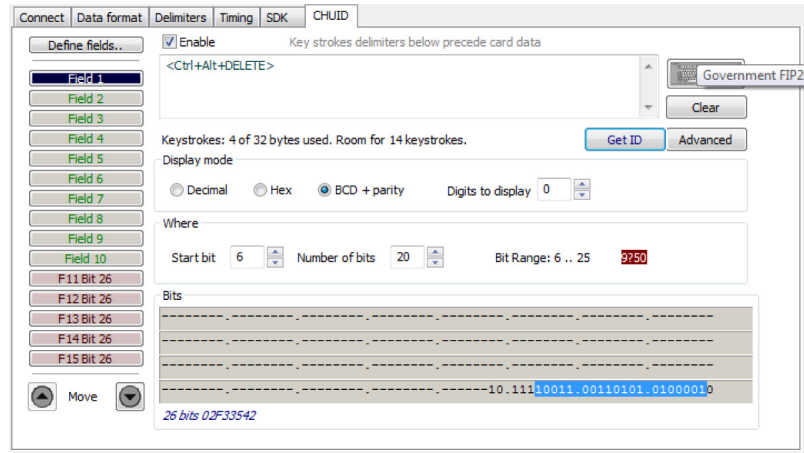 Connect Data format Delimiters Timing SDK CHUID
Define fields..
Enable Key strokes delimiters below precede card data
<Ctrl+Alt+DELETE>
Government FIP2
Clear
Field 1
Field 2
Field 3
Field 4
Field 5
Field 6
Field 7
Field 8
Field 9
Field 10
F11 Bit 26
F12 Bit 26
F13 Bit 26
F14 Bit 26
F15 Bit 26
Move
Keystrokes: 4 of 32 bytes used. Room for 14 keystrokes.
Get ID Advanced
Display mode
Decimal Hex BCD + parity Digits to display 0
Where
Start bit 6 Number of bits 20 Bit Range: 6 .. 25 9?50
Bits
--------.--------.--------.--------.--------.--------.--------.--------
--------.--------.--------.--------.--------.--------.--------.--------
--------.--------.--------.--------.--------.--------.--------.--------
--------.--------.--------.--------.------10.11110011.00110101.01000010
26 bits 02F33542